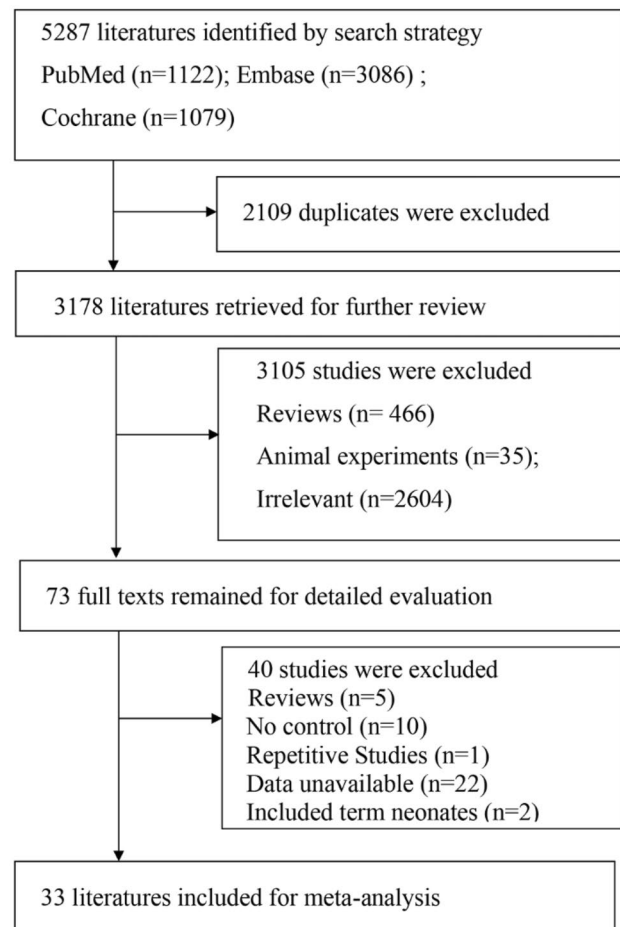 5287 literatures identified by search strategy
PubMed (n=1122); Embase (n=3086) ;
Cochrane (n=1079)
2109 duplicates were excluded
3178 literatures retrieved for further review
3105 studies were excluded
Reviews (n= 466)
Animal experiments (n=35);
Irrelevant (n=2604)
73 full texts remained for detailed evaluation
40 studies were excluded
Reviews (n=5)
No control (n=10)
Repetitive Studies (n=1)
Data unavailable (n=22)
Included term neonates (n=2)
33 literatures included for meta-analysis